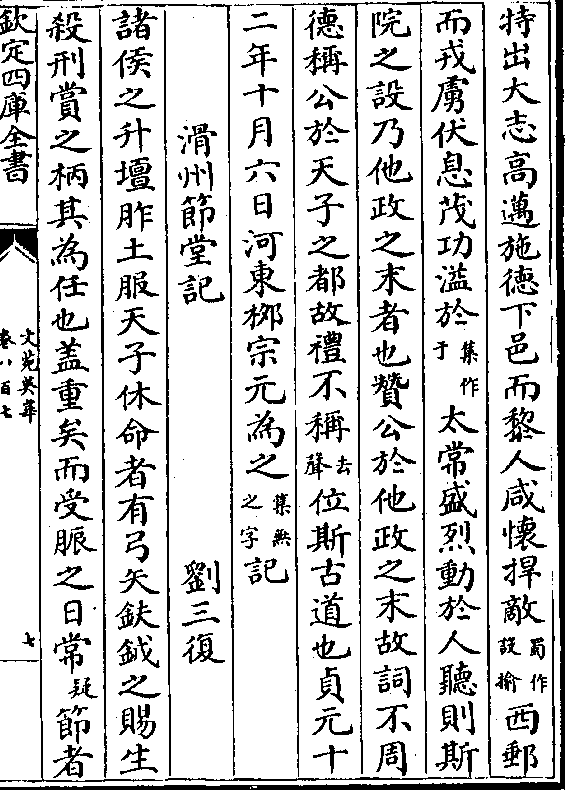 特出大志高邁施德下邑而黎人咸懷捍敵蜀作設揄西鄙
而戎虜伏息茂功溢於集作于太常盛烈動於人聽則斯
院之設乃他政之末者也贊公於他政之末故詞不周
德稱公於天子之都故禮不稱去聲位斯古道也貞元十
二年十月六日河東栁宗元為之集無之字記
滑州節堂記 劉三復
諸侯之升壇胙土服天子休命者有弓矢鈇鉞之賜生
殺刑賞之柄其為任也盖重矣而受脤之日常疑節者
欽定四庫全書
文苑英華
卷八百七
七